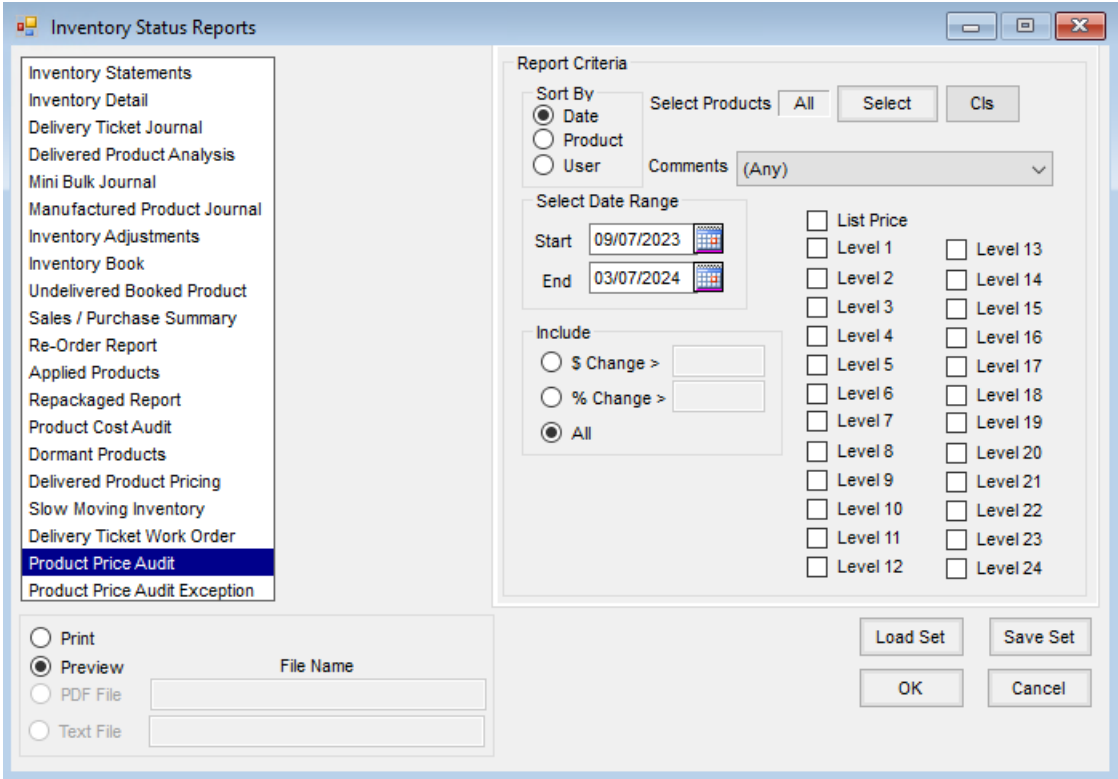 Inventory Status Reports
Inventory Statements
Inventory Detail
Delivery Ticket Journal
Delivered Product Analysis
Mini Bulk Journal
Manufactured Product Journal
Inventory Adjustments
Inventory Book
Undelivered Booked Product
Sales / Purchase Summary
Re-Order Report
Applied Products
Repackaged Report
Product Cost Audit
Dormant Products
Delivered Product Pricing
Slow Moving Inventory
Delivery Ticket Work Order
Product Price Audit
Product Price Audit Exception
Report Criteria
Sort By
Date
Product
User
Select Products All Select Cls
Comments (Any)
Select Date Range
Start 09/07/2023
End 03/07/2024
Include
$ Change >
% Change >
All
List Price
Level 1
Level 2
Level 3
Level 4
Level 5
Level 6
Level 7
Level 8
Level 9
Level 10
Level 11
Level 12
Level 13
Level 14
Level 15
Level 16
Level 17
Level 18
Level 19
Level 20
Level 21
Level 22
Level 23
Level 24
Print
Preview File Name
PDF File
Text File
Load Set Save Set
OK Cancel